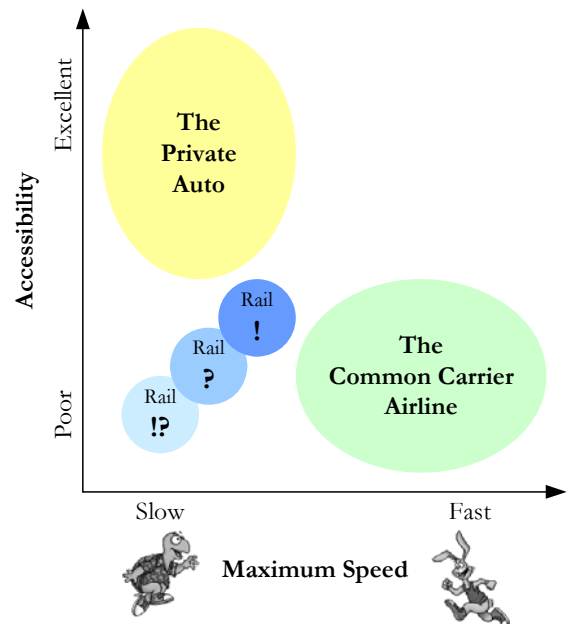 Excellent
Accessibility
Poor
The
Private
Auto
Rail
!
Rail
?
Rail
!?
The
Common Carrier
Airline
Slow
Fast
Maximum Speed